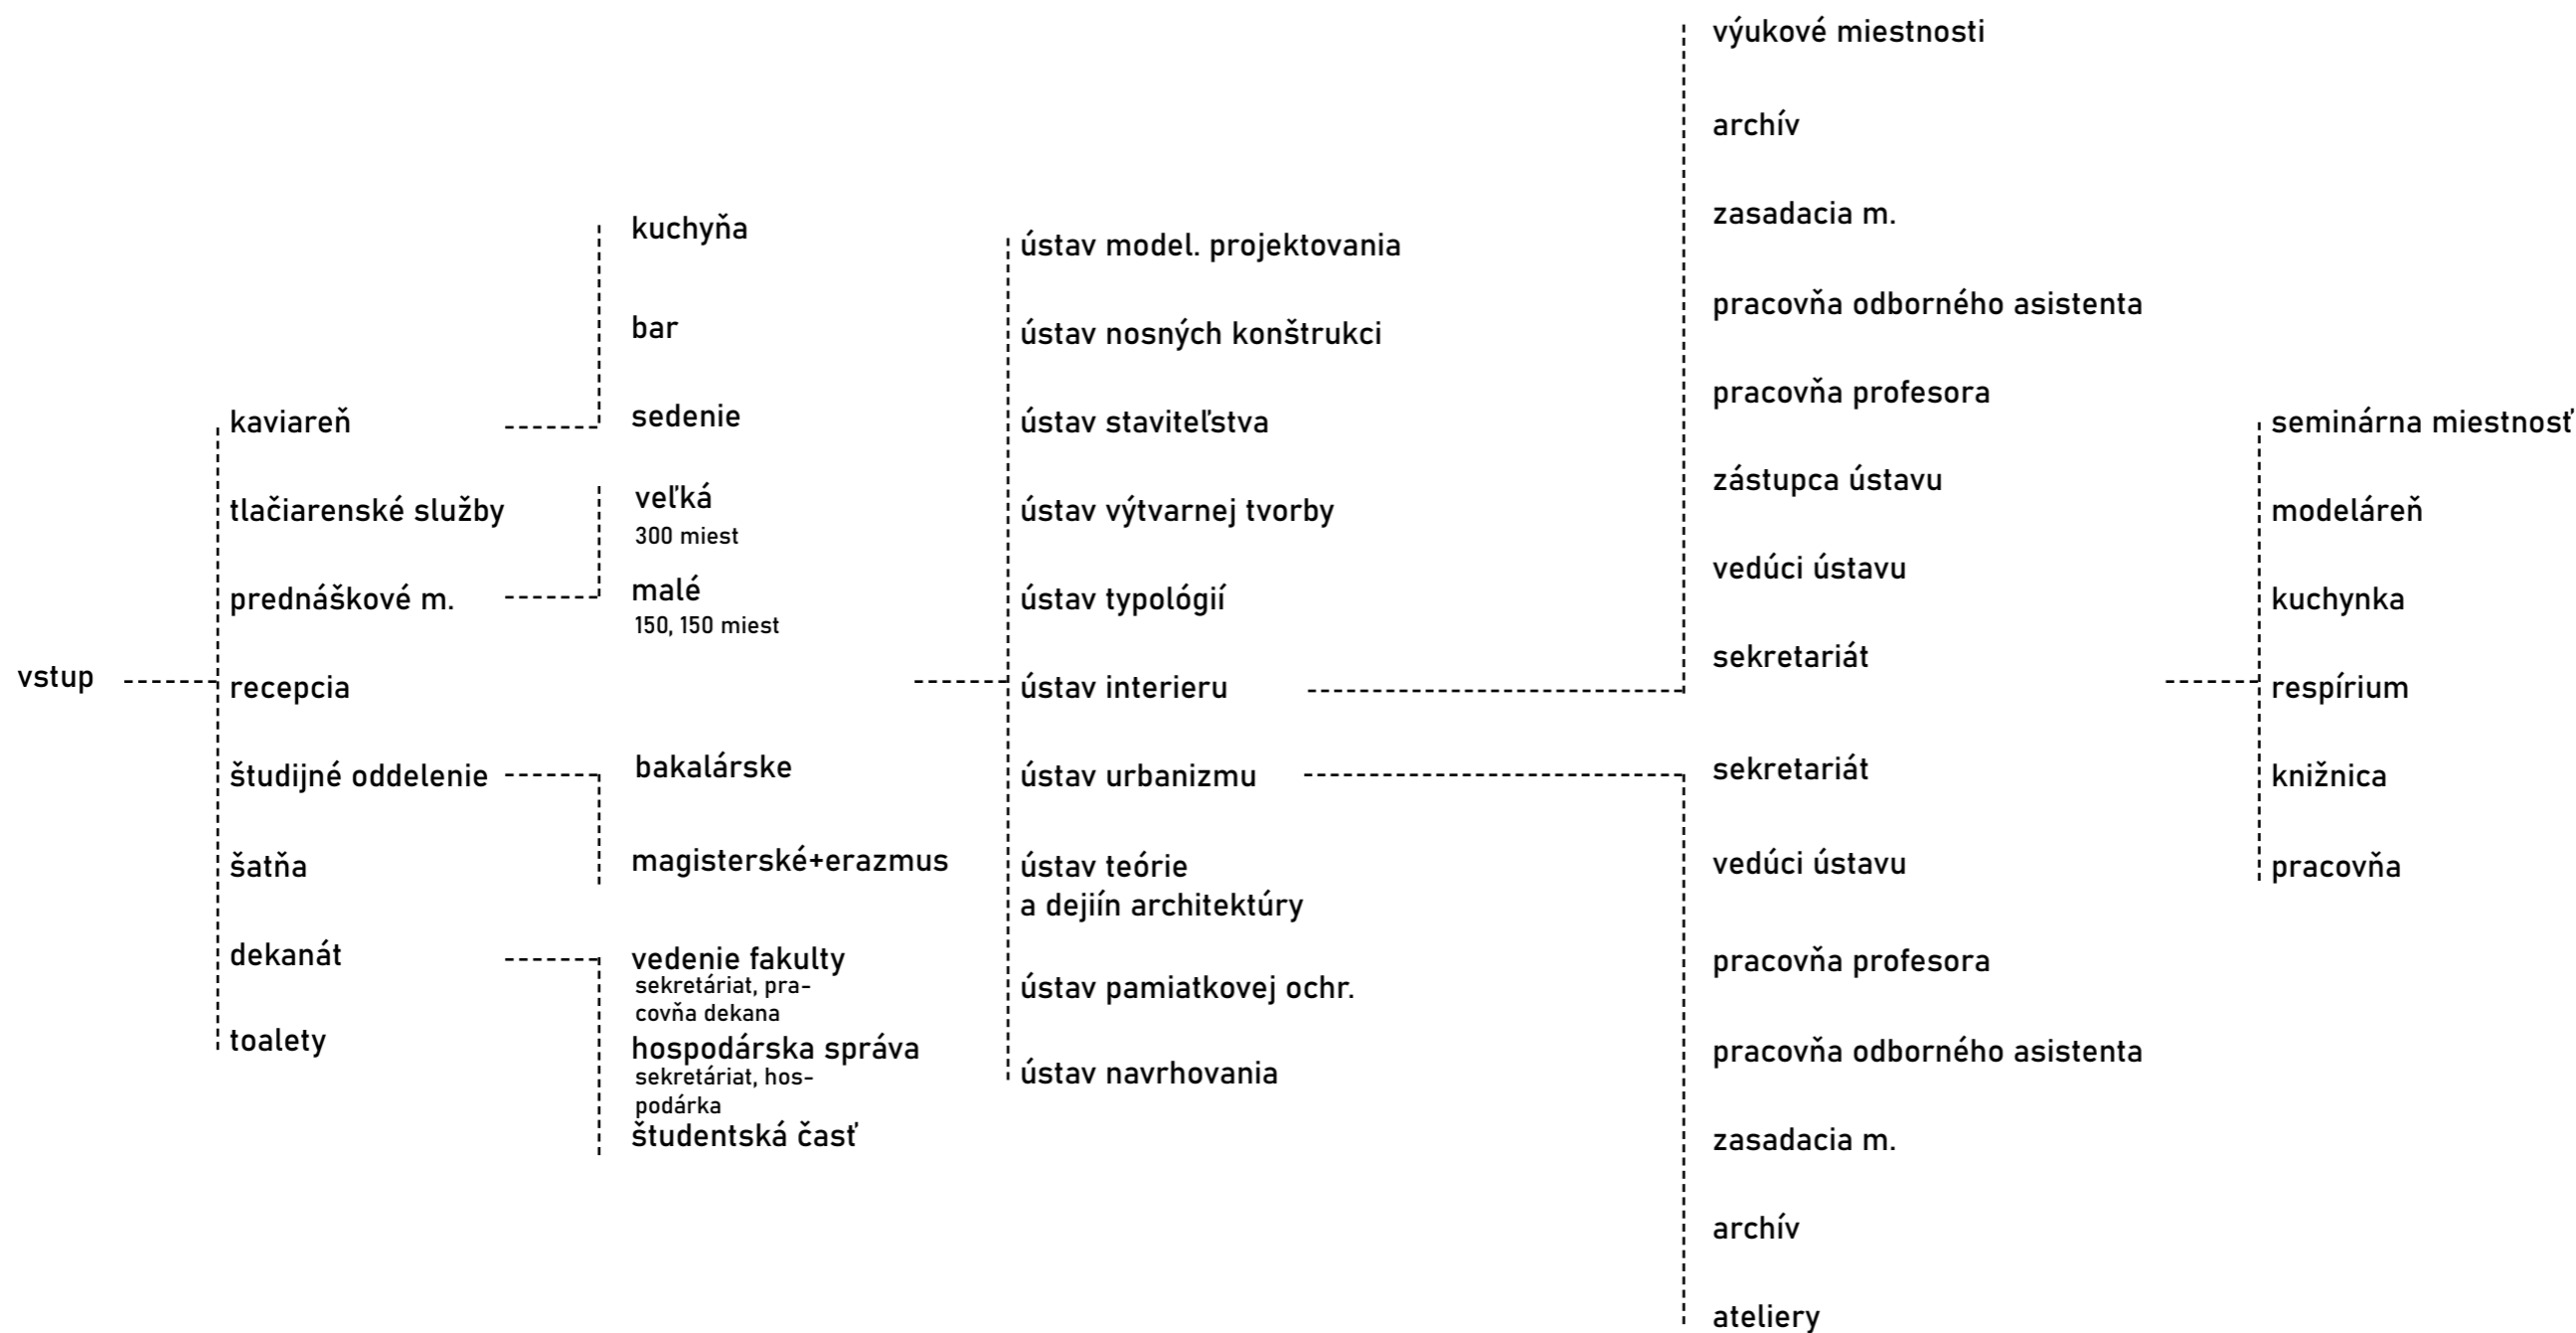 vstup
kaviareň
tlačiarenské služby
prednáškové m.
recepcia
študijné oddelenie
šatňa
dekanát
toalety
kuchyňa
bar
sedenie
veľká
300 miest
malé
150, 150 miest
bakalárske
magisterské+erazmus
vedenie fakulty
sekretáriat, pra-
covňa dekana
hospodárska správa
sekretáriat, hos-
podárka
študentská časť
ústav model. projektovania
ústav nosných konštrukci
ústav staviteľstva
ústav výtvarnej tvorby
ústav typológií
ústav interieru
ústav urbanizmu
ústav teórie
a dejiín architektúry
ústav pamiatkovej ochr.
ústav navrhovania
výukové miestnosti
archív
zasadacia m.
pracovňa odborného asistenta
pracovňa profesora
zástupca ústavu
vedúci ústavu
sekretariát
sekretariát
vedúci ústavu
pracovňa profesora
pracovňa odborného asistenta
zasadacia m.
archív
ateliery
seminárna miestnosť
modeláreň
kuchynka
respírium
knižnica
pracovňa